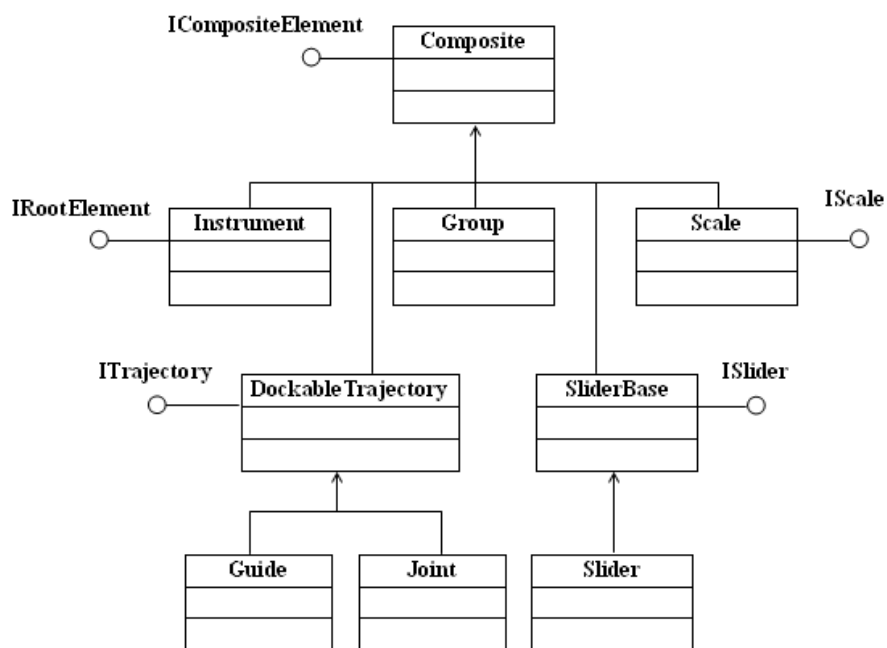 ICompositeElement
Composite
IRootElement
Instrument
Group
Scale
IScale
ITrajectory
DockableTrajectory
SliderBase
ISlider
Guide
Joint
Slider